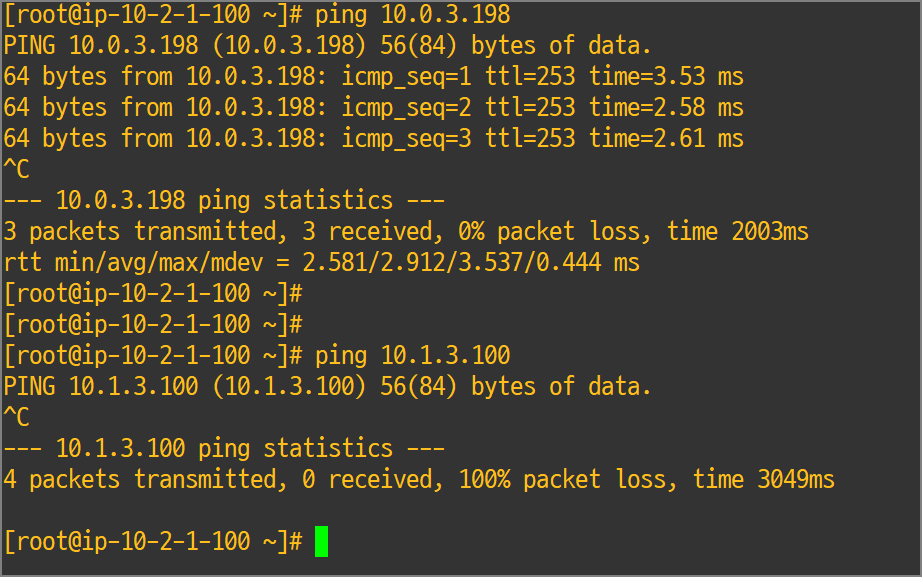 [root@ip-10-2-1-100 ~]# ping 10.0.3.198
PING 10.0.3.198 (10.0.3.198) 56(84) bytes of data.
64 bytes from 10.0.3.198: icmp_seq=1 ttl=253 time=3.53 ms
64 bytes from 10.0.3.198: icmp_seq=2 ttl=253 time=2.58 ms
64 bytes from 10.0.3.198: icmp_seq=3 ttl=253 time=2.61 ms
^C
--- 10.0.3.198 ping statistics ---
3 packets transmitted, 3 received, 0% packet loss, time 2003ms
rtt min/avg/max/mdev = 2.581/2.912/3.537/0.444 ms
[root@ip-10-2-1-100 ~]#
[root@ip-10-2-1-100 ~]#
[root@ip-10-2-1-100 ~]# ping 10.1.3.100
PING 10.1.3.100 (10.1.3.100) 56(84) bytes of data.
^C
--- 10.1.3.100 ping statistics ---
4 packets transmitted, 0 received, 100% packet loss, time 3049ms
[root@ip-10-2-1-100 ~]#